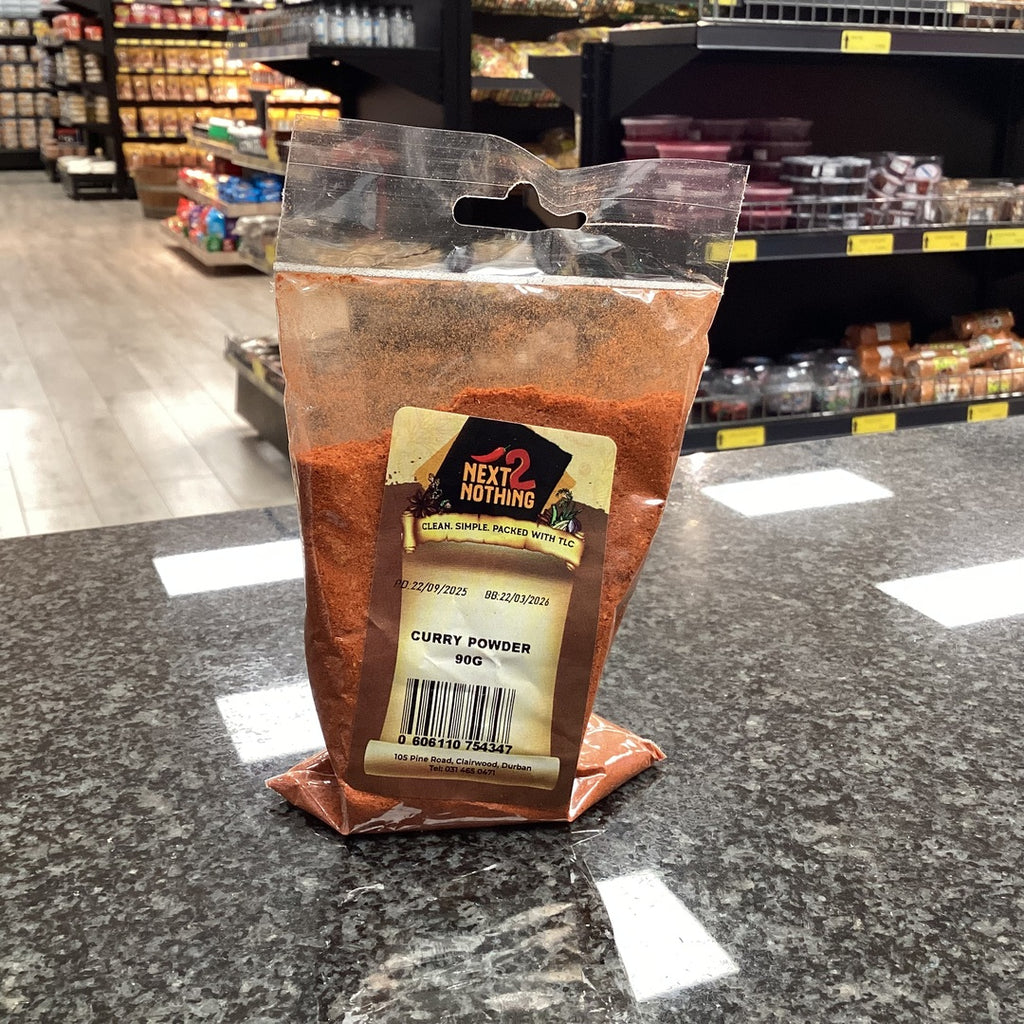 NEXT 2
NOTHING
CLEAN. SIMPLE. PACKED WITH TLC
PD:22/09/2025 BB:22/03/2026
CURRY POWDER
90G
0 606110 754347
105 Pine Road, Clairwood, Durban
Tel: 031 465 0471